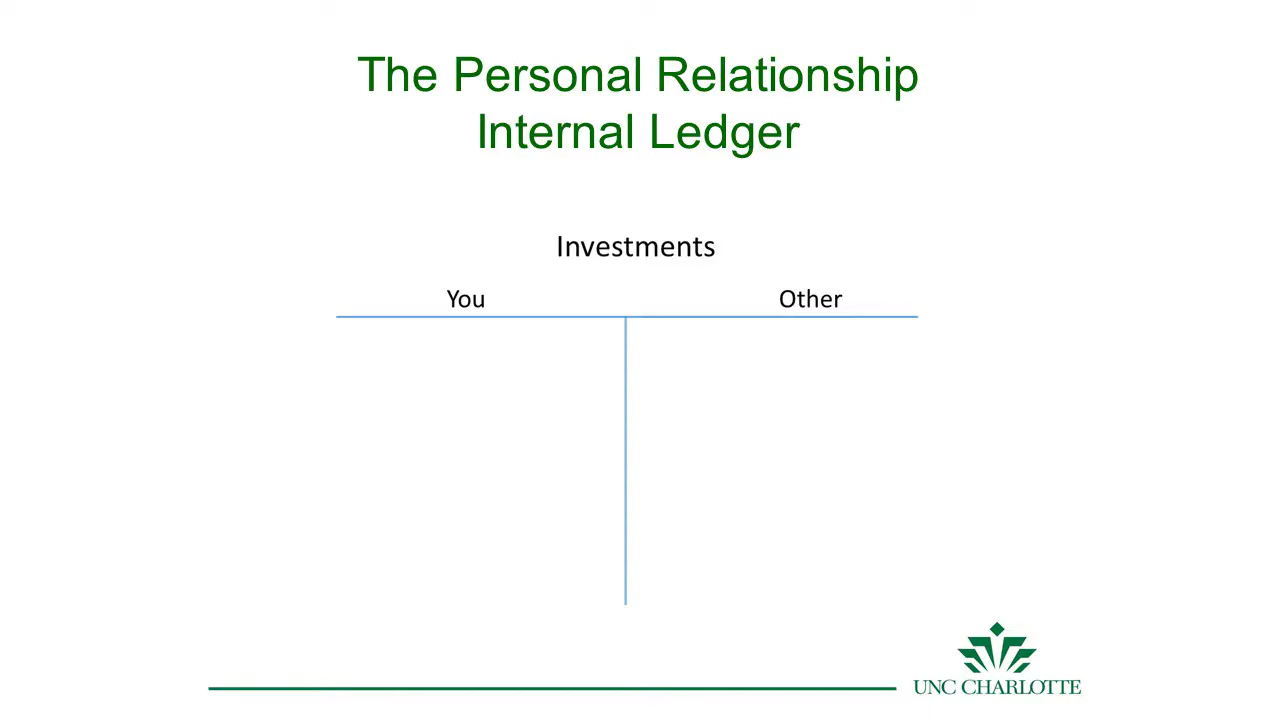 The Personal Relationship
Internal Ledger
Investments
You Other
UNC CHARLOTTE